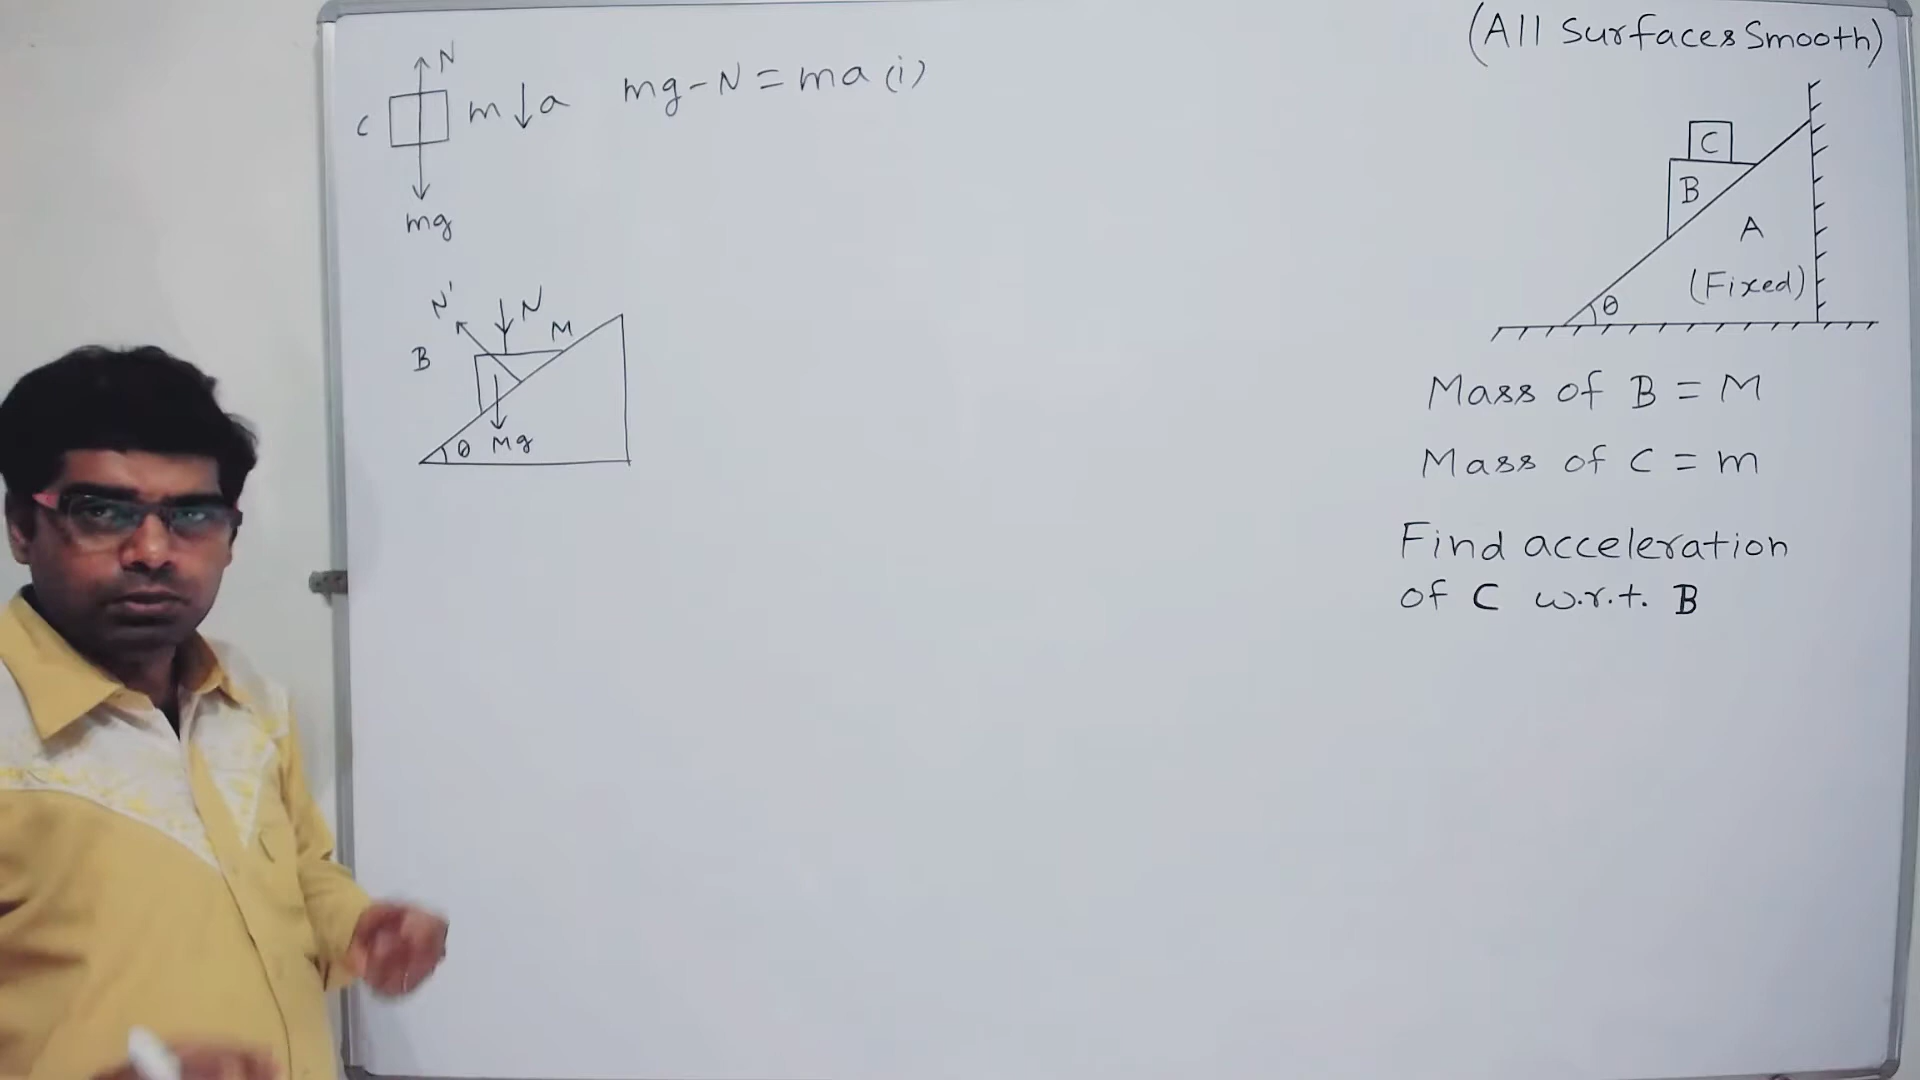 N
C m a mg-N=ma (i)
mg
N' N
M
B
θ Mg
(All Surfaces Smooth)
C
B
A
(Fixed)
θ
Mass of B = M
Mass of C = m
Find acceleration
of C w.r.t. B